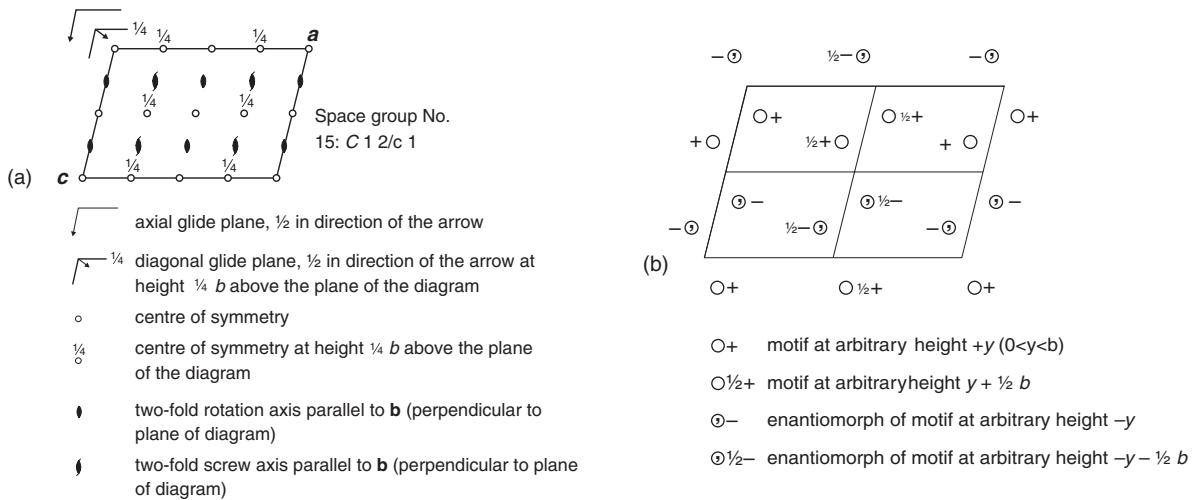 ¼ ¼ ¼ a
¼ ¼
Space group No.
15: C 1 2/c 1
¼ ¼
(a) c
axial glide plane, ½ in direction of the arrow
¼ diagonal glide plane, ½ in direction of the arrow at
height ¼ b above the plane of the diagram
centre of symmetry
¼ centre of symmetry at height ¼ b above the plane
of the diagram
two-fold rotation axis parallel to b (perpendicular to
plane of diagram)
two-fold screw axis parallel to b (perpendicular to plane
of diagram)
– ½– –
+ ½+ +
+ ½+ +
– ½– –
– ½– –
(b)
+ ½+ +
+ motif at arbitrary height +y (0<y<b)
½+ motif at arbitraryheight y + ½ b
– enantiomorph of motif at arbitrary height –y
½– enantiomorph of motif at arbitrary height –y – ½ b